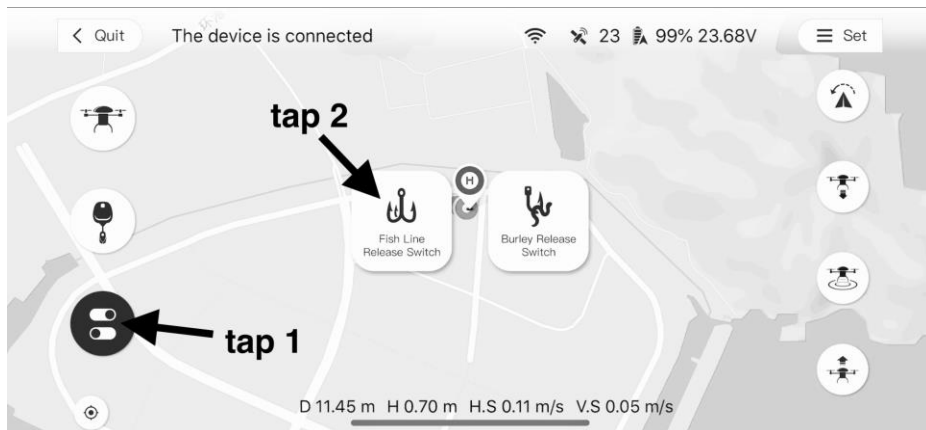 Quit
The device is connected
23
99% 23.68V
Set
tap 2
H
Fish Line
Release Switch
Burley Release
Switch
tap 1
D 11.45 m H 0.70 m H.S 0.11 m/s V.S 0.05 m/s